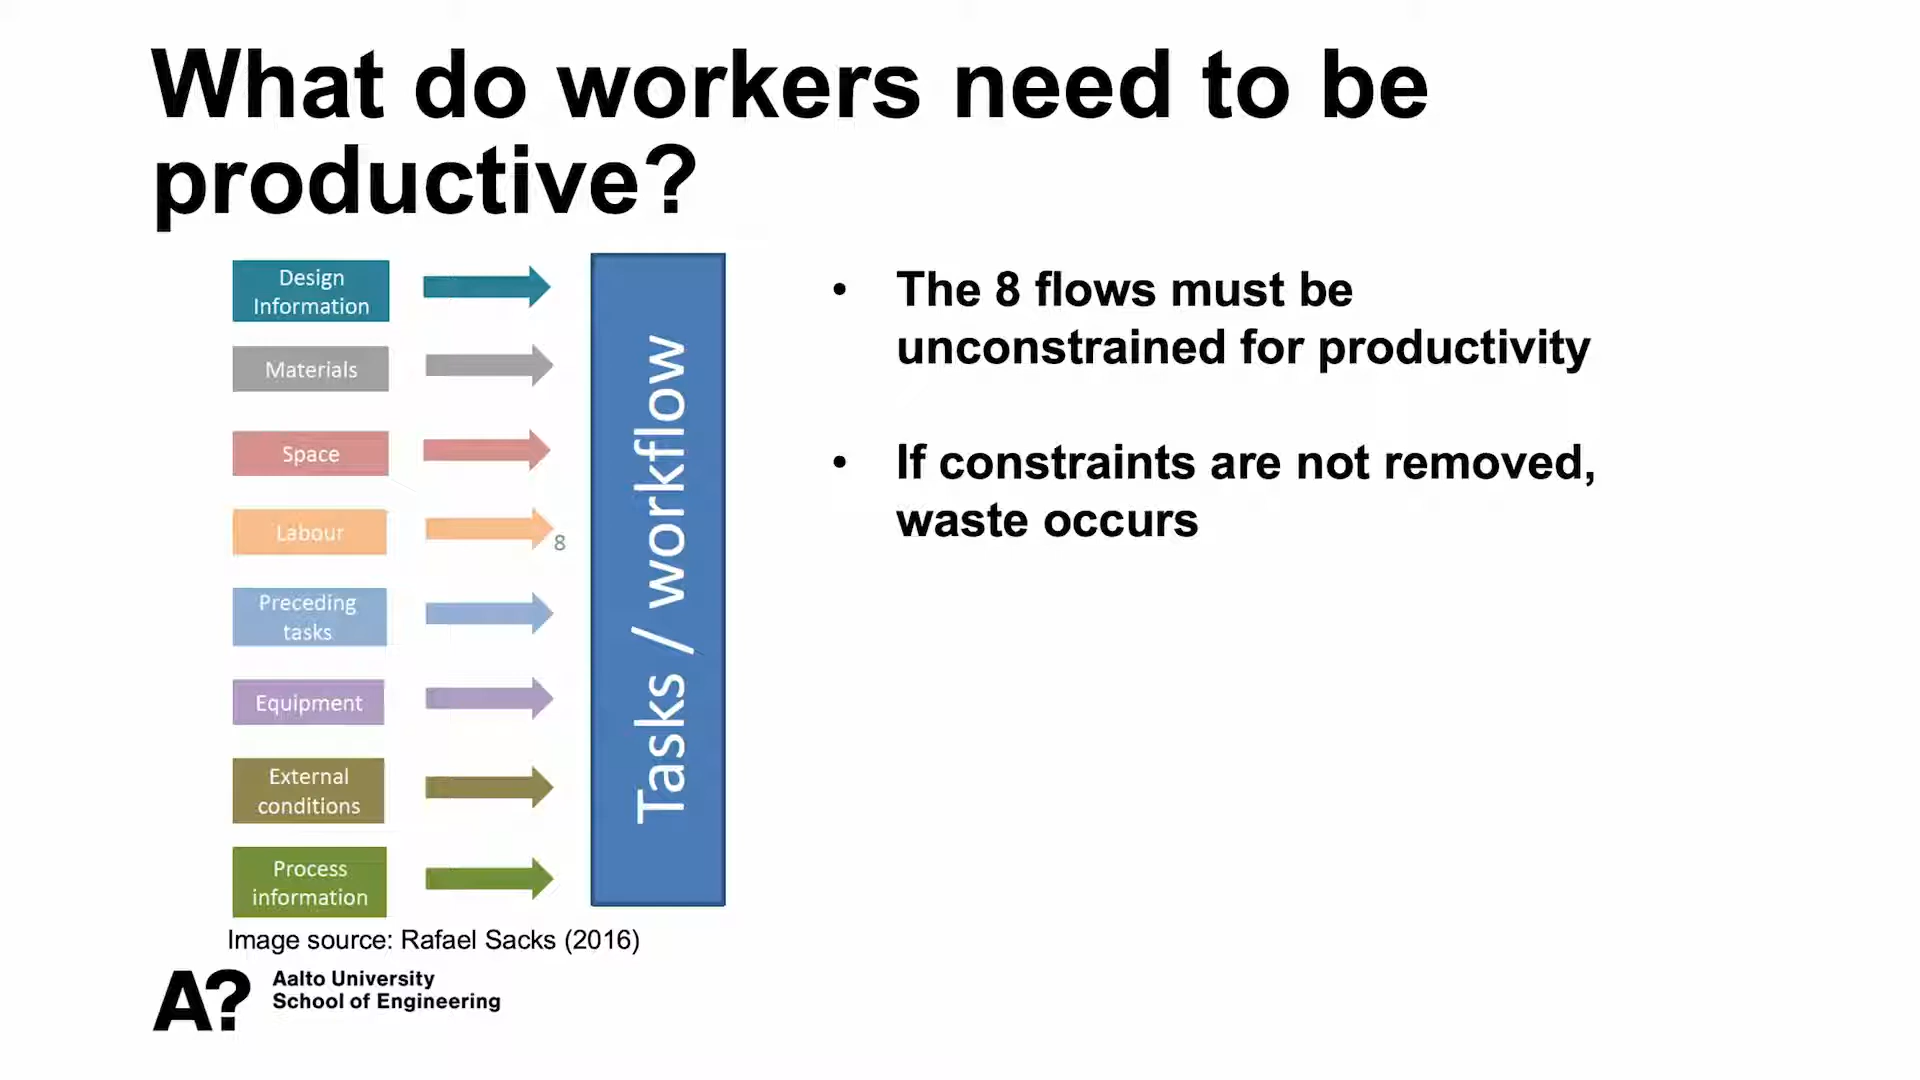 What do workers need to be
productive?
Design
Information
Materials
Space
Labour
8
Preceding
tasks
Equipment
External
conditions
Process
information
Tasks / workflow
Image source: Rafael Sacks (2016)
• The 8 flows must be
unconstrained for productivity
• If constraints are not removed,
waste occurs
A?
Aalto University
School of Engineering